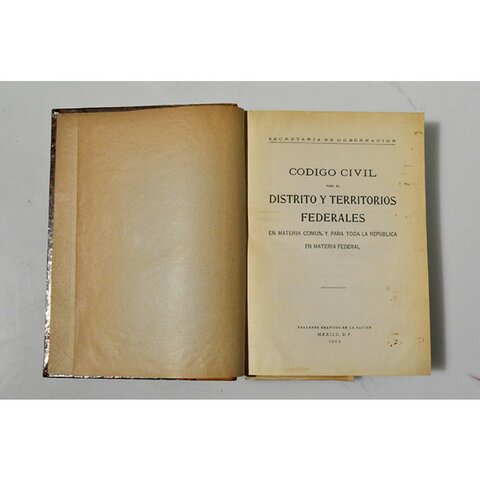 SECRETARIA DE GOBERNACION
CODIGO CIVIL
PARA EL
DISTRITO Y TERRITORIOS
FEDERALES
EN MATERIA COMUN, Y PARA TODA LA REPUBLICA
EN MATERIA FEDERAL
TALLERES GRAFICOS DE LA NACION
MEXICO, D. F.